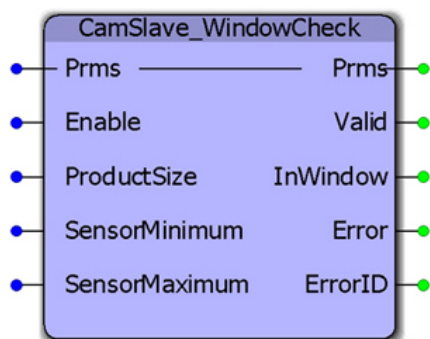 CamSlave_WindowCheck
Prms Prms
Enable Valid
ProductSize InWindow
SensorMinimum Error
SensorMaximum ErrorID